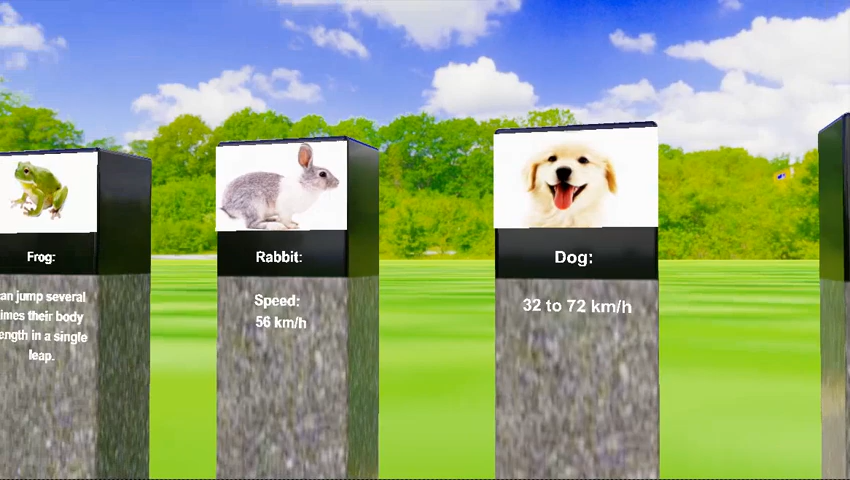 Frog:
an jump several
imes their body
ength in a single
leap.
Rabbit:
Speed:
56 km/h
Dog:
32 to 72 km/h